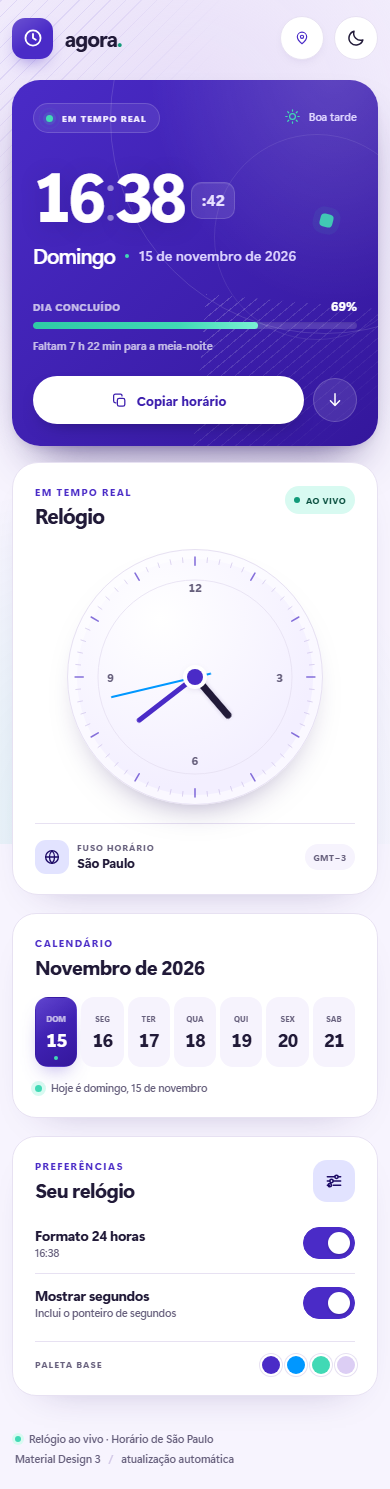 agora.
EM TEMPO REAL
Boa tarde
16:38 :42
Domingo • 15 de novembro de 2026
DIA CONCLUÍDO 69%
Faltam 7 h 22 min para a meia-noite
Copiar horário
EM TEMPO REAL
Relógio
AO VIVO
12
9 3
6
FUSO HORÁRIO
São Paulo
GMT−3
CALENDÁRIO
Novembro de 2026
DOM SEG TER QUA QUI SEX SAB
15 16 17 18 19 20 21
Hoje é domingo, 15 de novembro
PREFERÊNCIAS
Seu relógio
Formato 24 horas
16:38
Mostrar segundos
Inclui o ponteiro de segundos
PALETA BASE
Relógio ao vivo · Horário de São Paulo
Material Design 3 / atualização automática